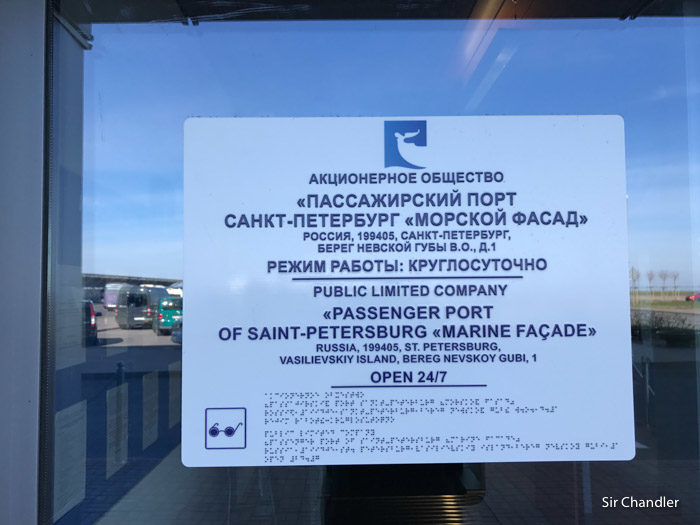 АКЦИОНЕРНОЕ ОБЩЕСТВО
«ПАССАЖИРСКИЙ ПОРТ
САНКТ-ПЕТЕРБУРГ «МОРСКОЙ ФАСАД»
РОССИЯ, 199405, САНКТ-ПЕТЕРБУРГ,
БЕРЕГ НЕВСКОЙ ГУБЫ В.О., Д.1
РЕЖИМ РАБОТЫ: КРУГЛОСУТОЧНО
PUBLIC LIMITED COMPANY
«PASSENGER PORT
OF SAINT-PETERSBURG «MARINE FAÇADE»
RUSSIA, 199405, ST. PETERSBURG,
VASILIEVSKIY ISLAND, BEREG NEVSKOY GUBI, 1
OPEN 24/7
Sir Chandler